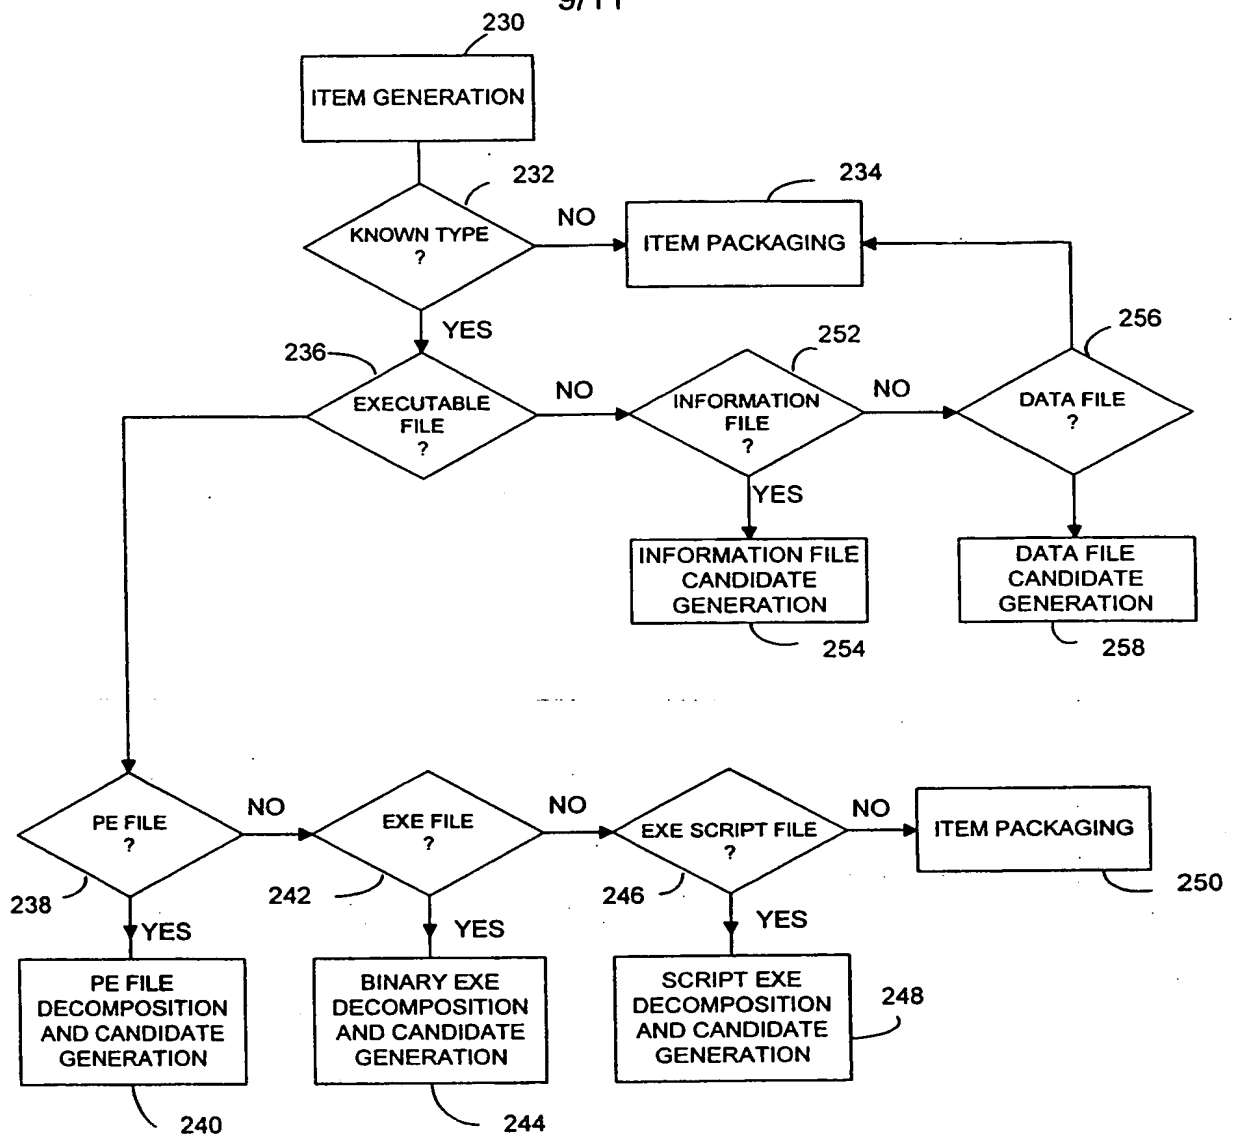 9/11
230
ITEM GENERATION
232
234
KNOWN TYPE
?
NO
ITEM PACKAGING
YES
236
252
256
EXECUTABLE
FILE
?
NO
INFORMATION
FILE
?
NO
DATA FILE
?
YES
INFORMATION FILE
CANDIDATE
GENERATION
DATA FILE
CANDIDATE
GENERATION
254
258
PE FILE
?
NO
EXE FILE
?
NO
EXE SCRIPT FILE
?
NO
ITEM PACKAGING
238
242
246
250
YES
YES
YES
PE FILE
DECOMPOSITION
AND CANDIDATE
GENERATION
BINARY EXE
DECOMPOSITION
AND CANDIDATE
GENERATION
SCRIPT EXE
DECOMPOSITION
AND CANDIDATE
GENERATION
248
240
244